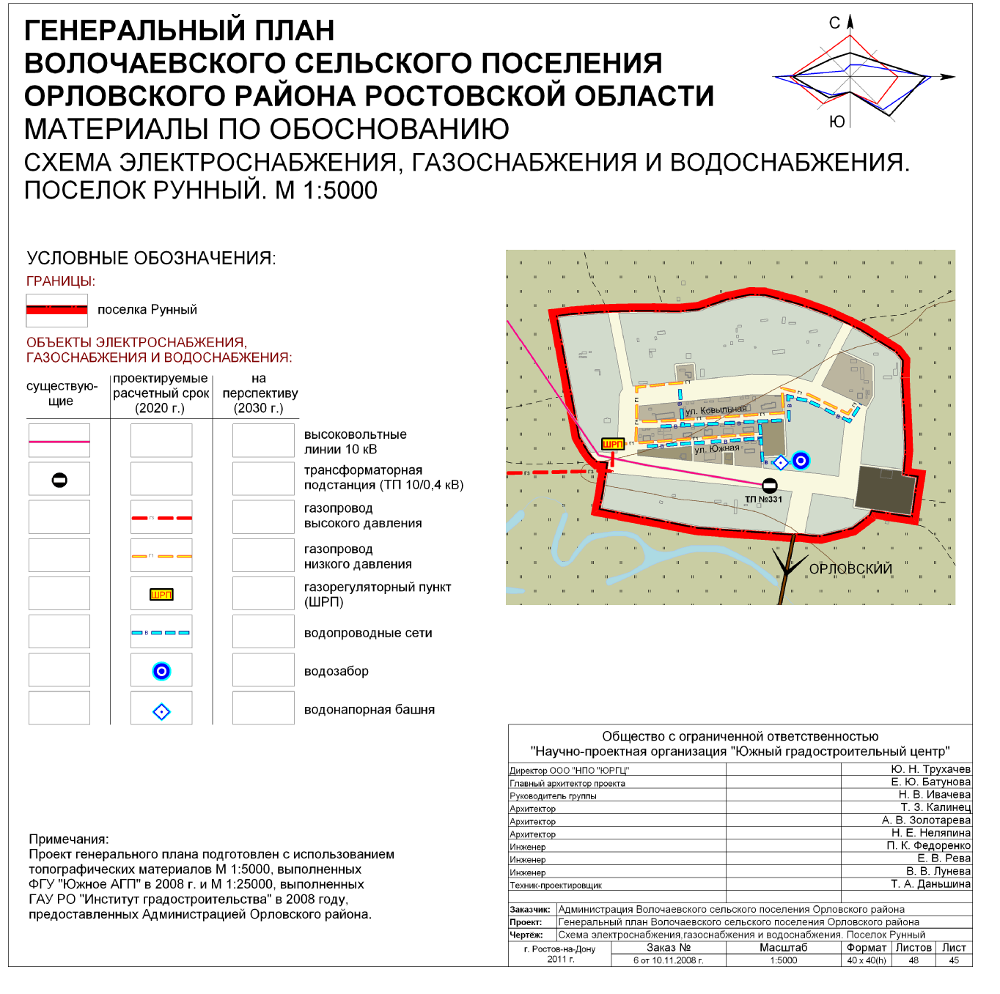 ГЕНЕРАЛЬНЫЙ ПЛАН
ВОЛОЧАЕВСКОГО СЕЛЬСКОГО ПОСЕЛЕНИЯ
ОРЛОВСКОГО РАЙОНА РОСТОВСКОЙ ОБЛАСТИ
МАТЕРИАЛЫ ПО ОБОСНОВАНИЮ
СХЕМА ЭЛЕКТРОСНАБЖЕНИЯ, ГАЗОСНАБЖЕНИЯ И ВОДОСНАБЖЕНИЯ.
ПОСЕЛОК РУННЫЙ. М 1:5000
С
Ю
УСЛОВНЫЕ ОБОЗНАЧЕНИЯ:
ГРАНИЦЫ:
поселка Рунный
ОБЪЕКТЫ ЭЛЕКТРОСНАБЖЕНИЯ,
ГАЗОСНАБЖЕНИЯ И ВОДОСНАБЖЕНИЯ:
существую-
щие
проектируемые
расчетный срок
(2020 г.)
на
перспективу
(2030 г.)
высоковольтные
линии 10 кВ
трансформаторная
подстанция (ТП 10/0,4 кВ)
Г3
газопровод
высокого давления
Г1
газопровод
низкого давления
ШРП
газорегуляторный пункт
(ШРП)
В
водопроводные сети
водозабор
водонапорная башня
ул. Ковыльная
ул. Южная
ШРП
Г1
Г3
В
ТП №331
ОРЛОВСКИЙ
Примечания:
Проект генерального плана подготовлен с использованием
топографических материалов М 1:5000, выполненных
ФГУ "Южное АГП" в 2008 г. и М 1:25000, выполненных
ГАУ РО "Институт градостроительства" в 2008 году,
предоставленных Администрацией Орловского района.
Общество с ограниченной ответственностью
"Научно-проектная организация "Южный градостроительный центр"
Директор ООО "НПО "ЮРГЦ" Ю. Н. Трухачев
Главный архитектор проекта Е. Ю. Батунова
Руководитель группы Н. В. Ивачева
Архитектор Т. З. Калинец
Архитектор А. В. Золотарева
Архитектор Н. Е. Неляпина
Инженер П. К. Федоренко
Инженер Е. В. Рева
Инженер В. В. Лунева
Техник-проектировщик Т. А. Даньшина
Заказчик: Администрация Волочаевского сельского поселения Орловского района
Проект: Генеральный план Волочаевского сельского поселения Орловского района
Чертёж: Схема электроснабжения,газоснабжения и водоснабжения. Поселок Рунный
г. Ростов-на-Дону
2011 г.
Заказ № Масштаб Формат Листов Лист
6 от 10.11.2008 г. 1:5000 40 x 40(h) 48 45